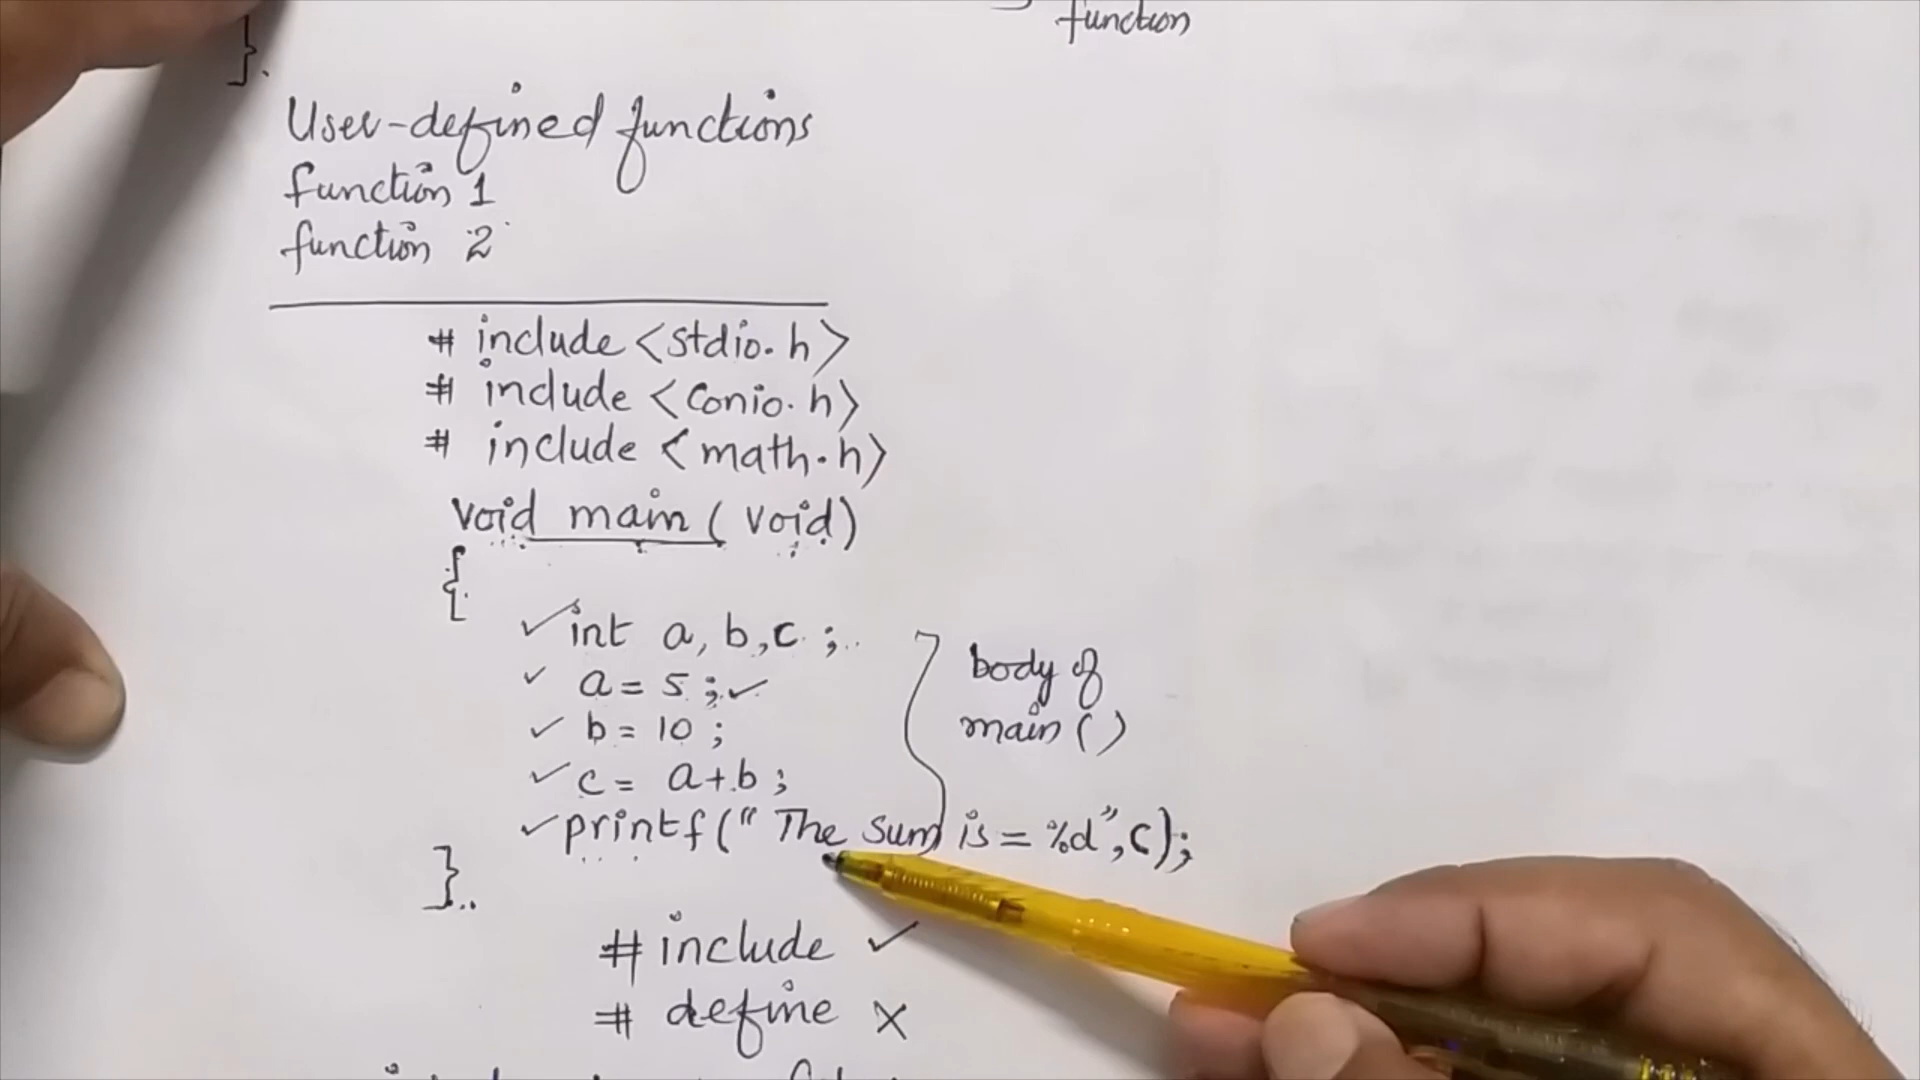 function
}.
User-defined functions
function 1
function 2
# include <stdio.h>
# include <conio.h>
# include <math.h>
void main (void)
{
✓ int a, b, c ;
✓ a = 5 ; ✓
✓ b = 10 ;
✓ c = a+b ;
✓ printf(" The sum is = %d", c);
}
body of
main ()
# include ✓
# define ×